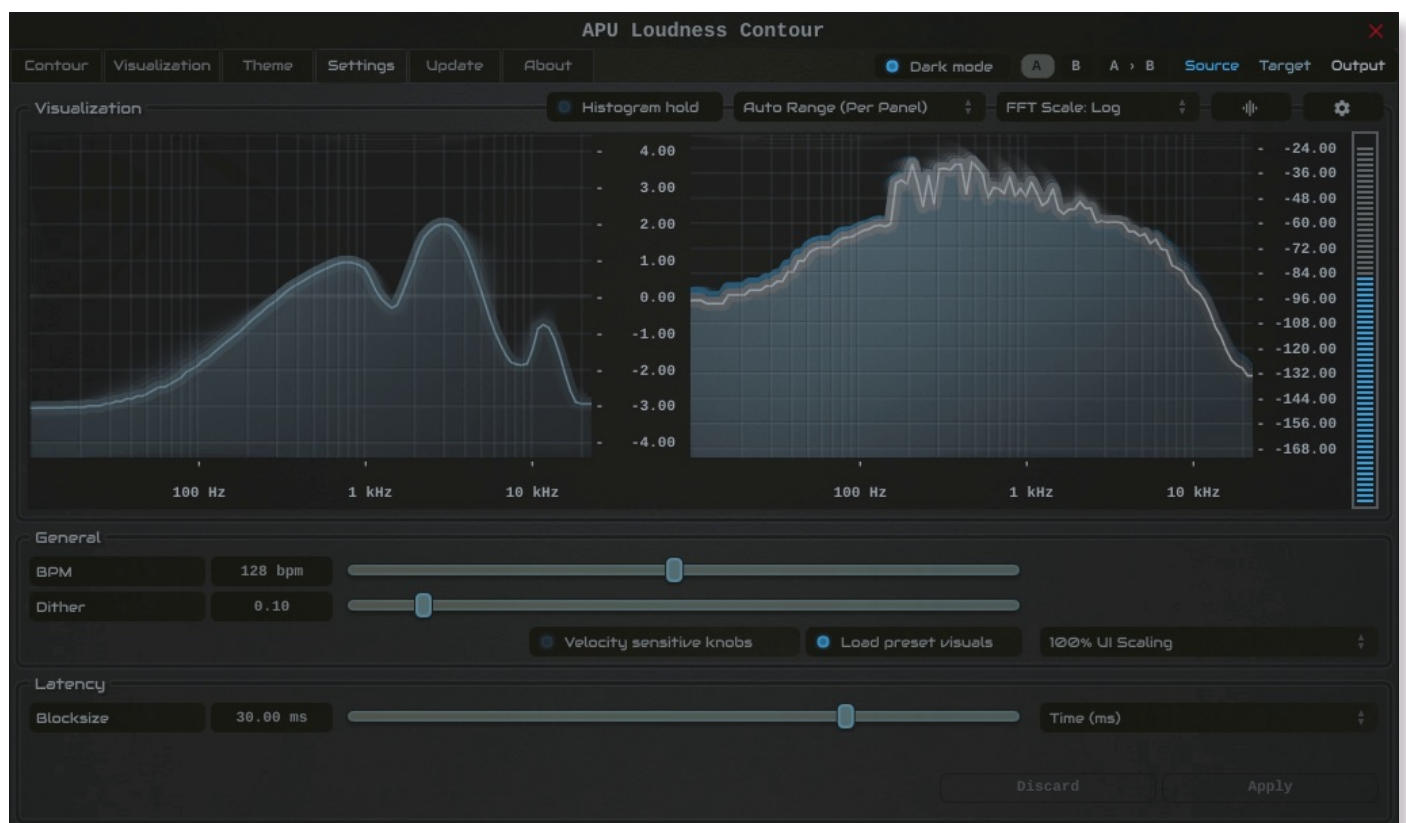 APU Loudness Contour
Contour Visualization Theme Settings Update About Dark mode A B A › B Source Target Output
Visualization Histogram hold Auto Range (Per Panel) FFT Scale: Log
4.00
3.00
2.00
1.00
0.00
-1.00
-2.00
-3.00
-4.00
100 Hz 1 kHz 10 kHz
-24.00
-36.00
-48.00
-60.00
-72.00
-84.00
-96.00
-108.00
-120.00
-132.00
-144.00
-156.00
-168.00
100 Hz 1 kHz 10 kHz
General
BPM 128 bpm
Dither 0.10
Velocity sensitive knobs Load preset visuals 100% UI Scaling
Latency
Blocksize 30.00 ms Time (ms)
Discard Apply